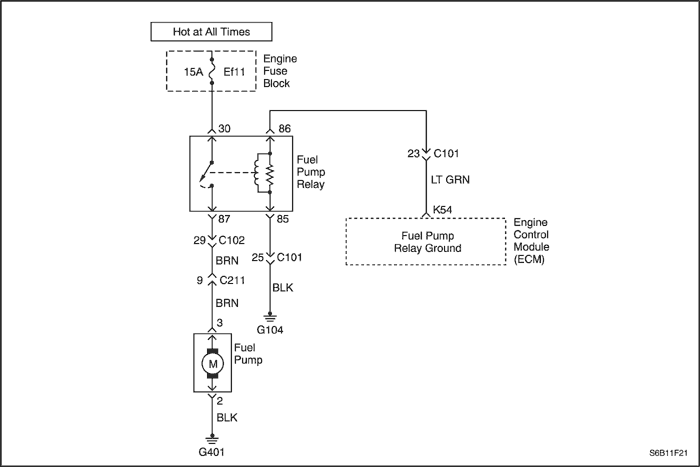 Hot at All Times
15A Ef11
Engine
Fuse
Block
30
86
Fuel
Pump
Relay
87
85
23 C101
LT GRN
K54
Fuel Pump
Relay Ground
Engine
Control
Module
(ECM)
29 C102
BRN
25 C101
9 C211
BLK
BRN
G104
3
Fuel
Pump
M
2
BLK
G401
S6B11F21